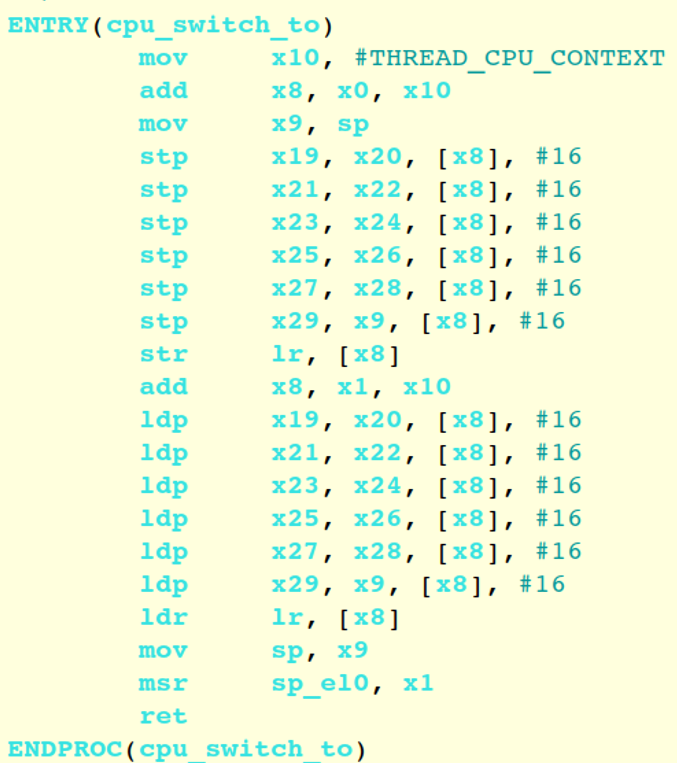 ENTRY(cpu_switch_to)
mov x10, #THREAD_CPU_CONTEXT
add x8, x0, x10
mov x9, sp
stp x19, x20, [x8], #16
stp x21, x22, [x8], #16
stp x23, x24, [x8], #16
stp x25, x26, [x8], #16
stp x27, x28, [x8], #16
stp x29, x9, [x8], #16
str lr, [x8]
add x8, x1, x10
ldp x19, x20, [x8], #16
ldp x21, x22, [x8], #16
ldp x23, x24, [x8], #16
ldp x25, x26, [x8], #16
ldp x27, x28, [x8], #16
ldp x29, x9, [x8], #16
ldr lr, [x8]
mov sp, x9
msr sp_el0, x1
ret
ENDPROC(cpu_switch_to)